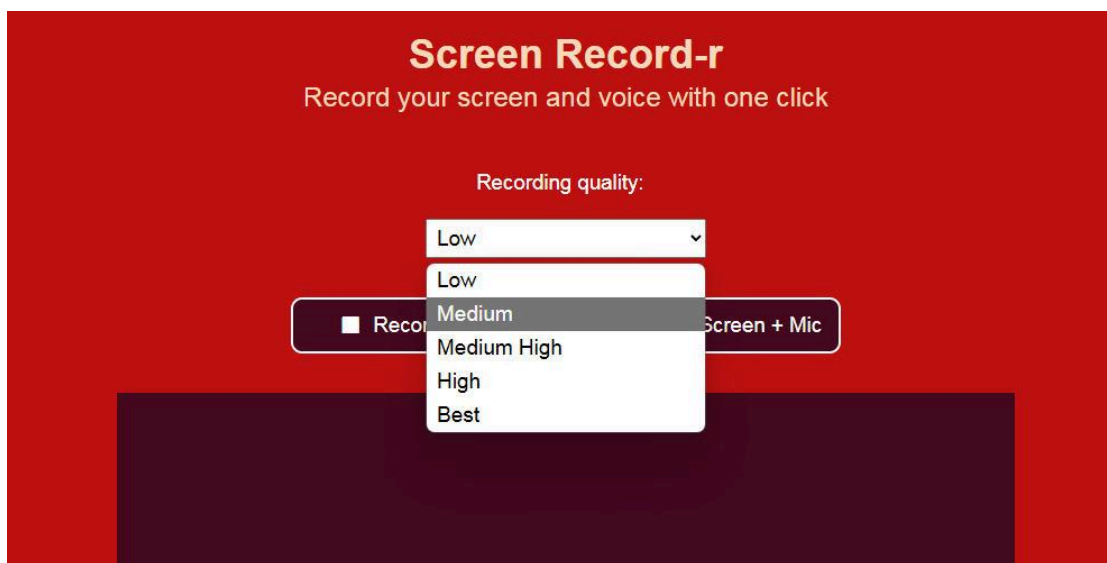 Screen Record-r
Record your screen and voice with one click
Recording quality:
Low
Low
Medium
Medium High
High
Best
Screen + Mic